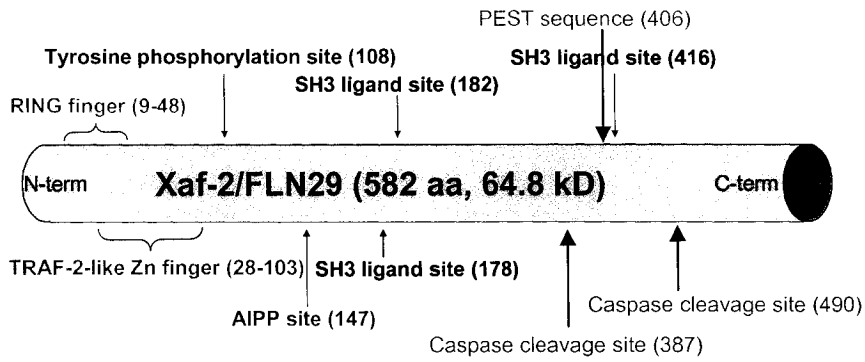 PEST sequence (406)
Tyrosine phosphorylation site (108)
SH3 ligand site (416)
SH3 ligand site (182)
RING finger (9-48)
N-term
Xaf-2/FLN29 (582 aa, 64.8 kD)
C-term
TRAF-2-like Zn finger (28-103)
SH3 ligand site (178)
AIPP site (147)
Caspase cleavage site (490)
Caspase cleavage site (387)